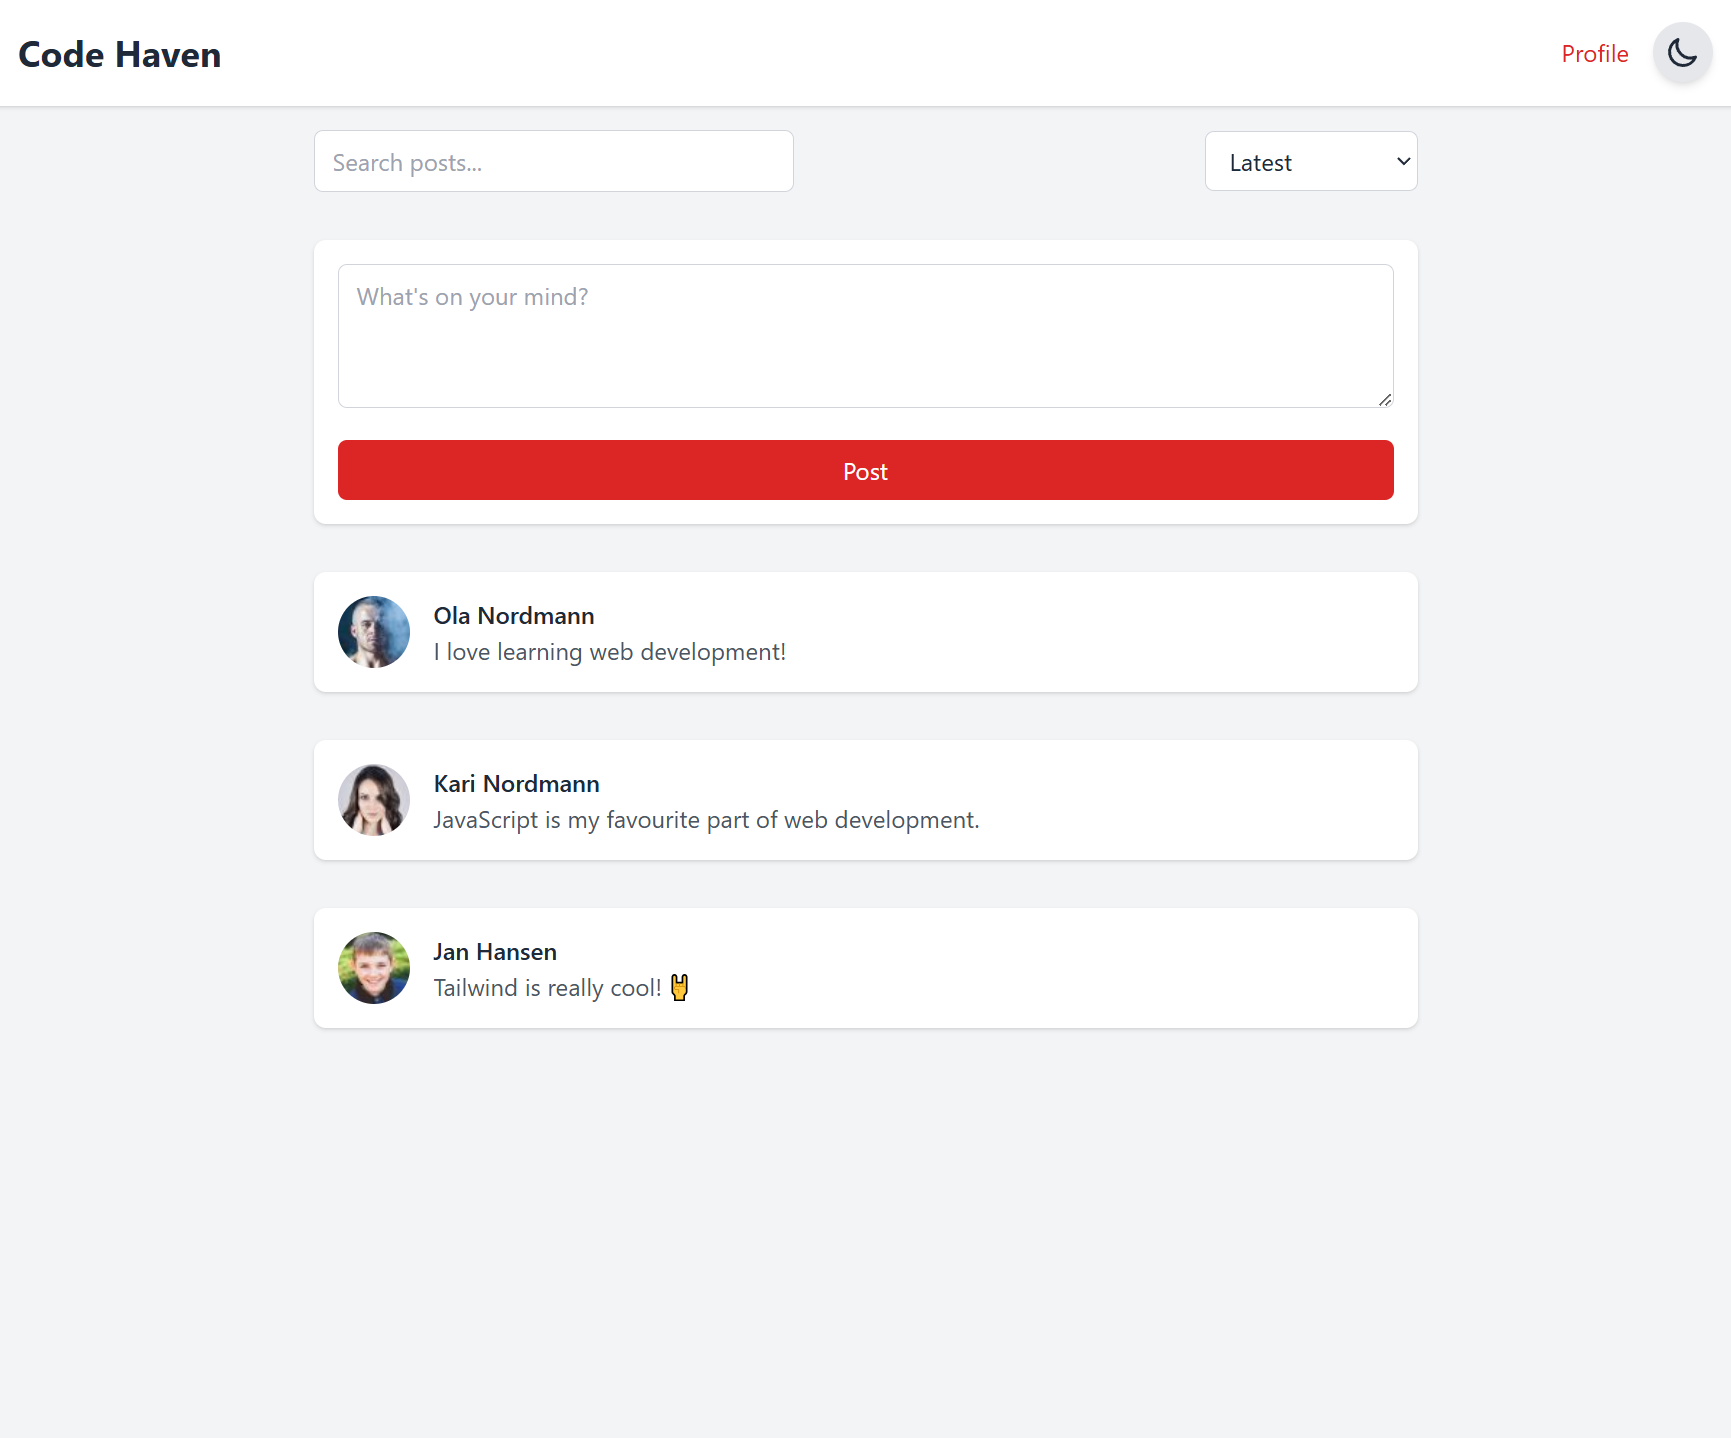 Code Haven
Profile
Search posts...
Latest
What's on your mind?
Post
Ola Nordmann
I love learning web development!
Kari Nordmann
JavaScript is my favourite part of web development.
Jan Hansen
Tailwind is really cool! 🤘